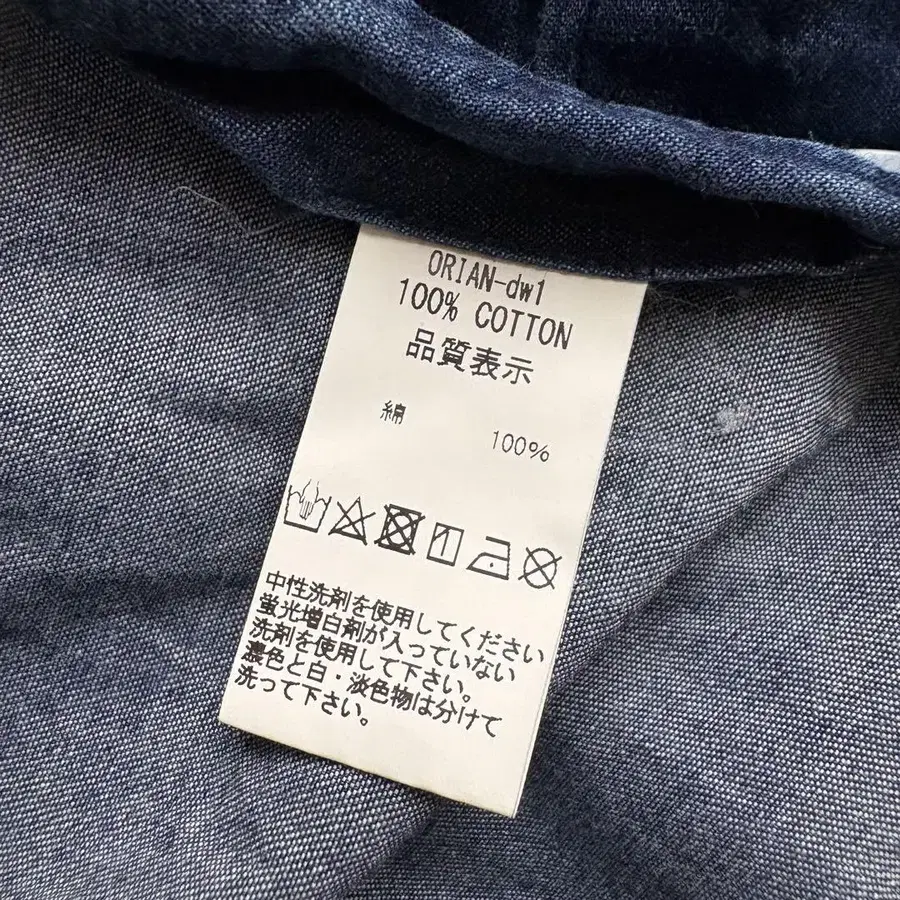 ORIAN-dw1
100% COTTON
品質表示
綿 100%
中性洗剤を使用してください
蛍光増白剤が入っていない
洗剤を使用して下さい。
濃色と白・淡色物は分けて
洗って下さい。